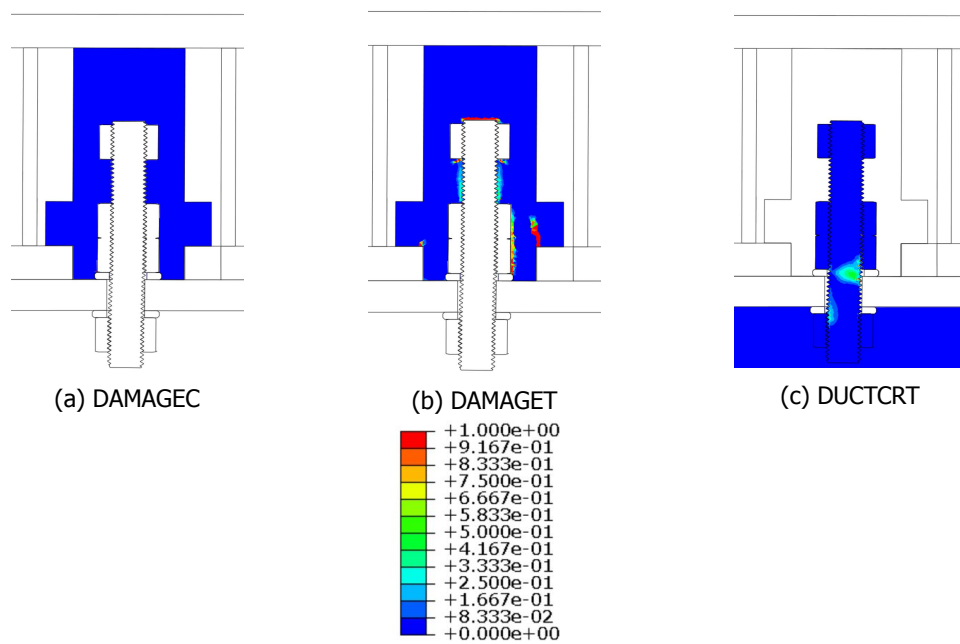 (a) DAMAGEC
(b) DAMAGET
(c) DUCTCRT
+1.000e+00
+9.167e-01
+8.333e-01
+7.500e-01
+6.667e-01
+5.833e-01
+5.000e-01
+4.167e-01
+3.333e-01
+2.500e-01
+1.667e-01
+8.333e-02
+0.000e+00